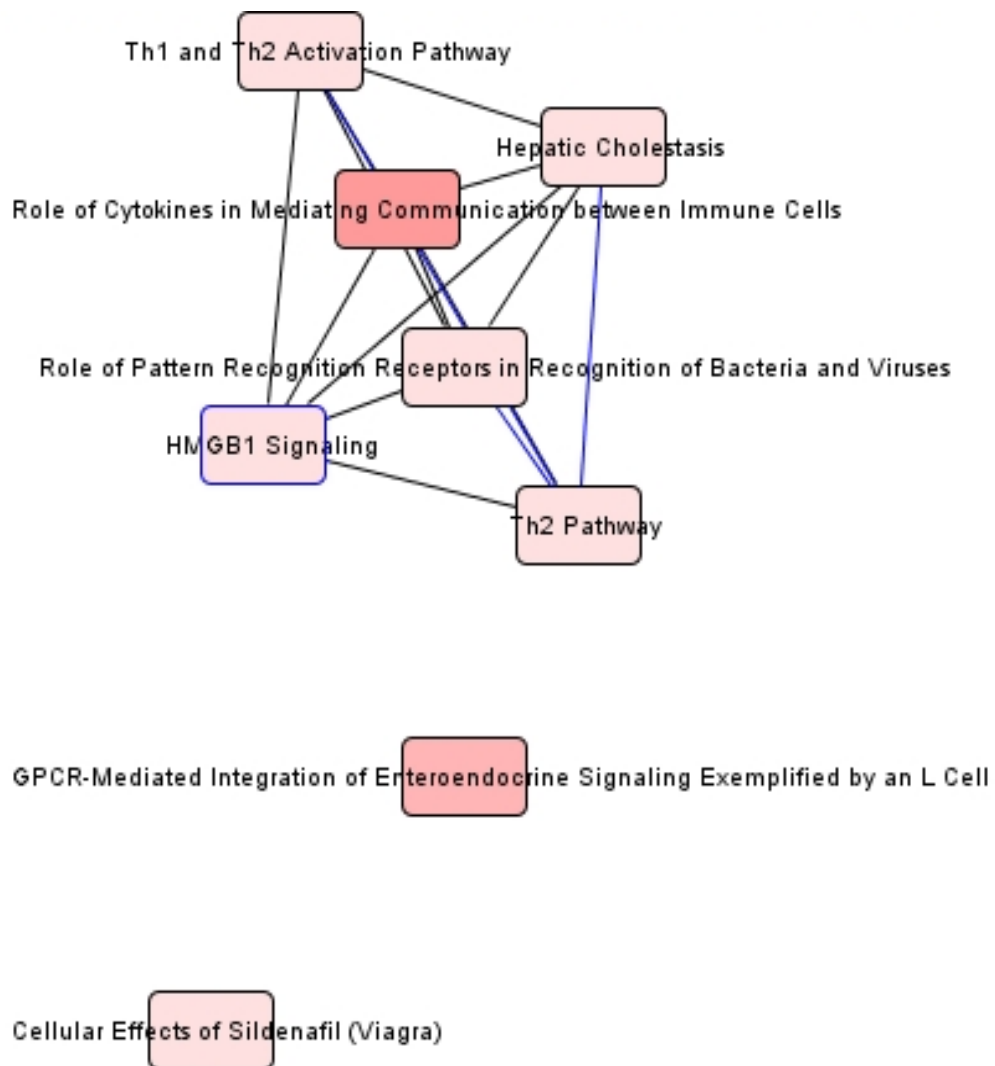 Th1 and Th2 Activation Pathway
Hepatic Cholestasis
Role of Cytokines in Mediating Communication between Immune Cells
Role of Pattern Recognition Receptors in Recognition of Bacteria and Viruses
HMGB1 Signaling
Th2 Pathway
GPCR-Mediated Integration of Enteroendocrine Signaling Exemplified by an L Cell
Cellular Effects of Sildenafil (Viagra)